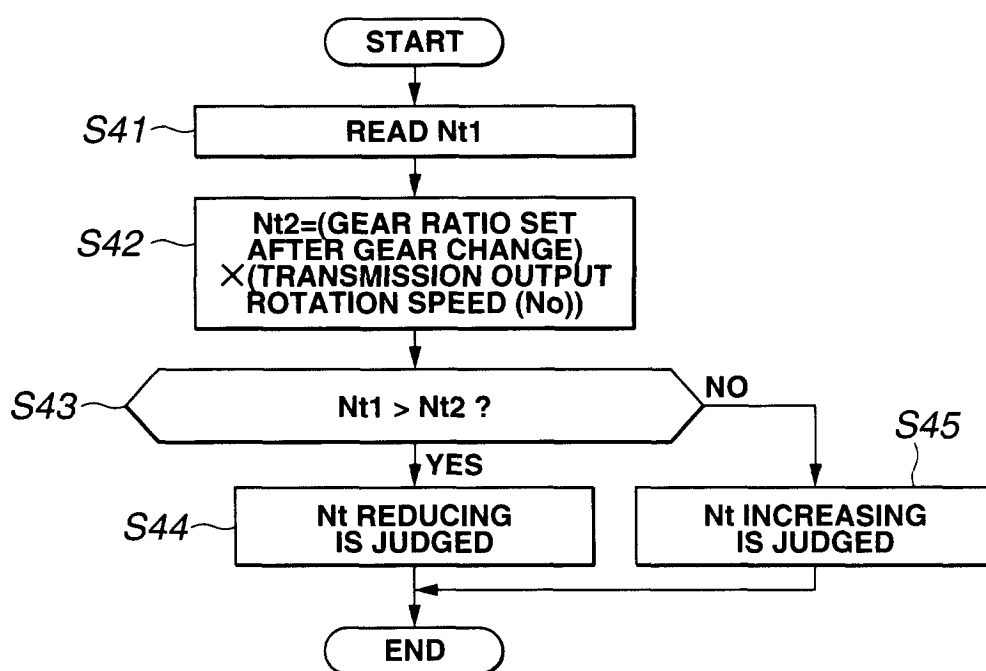 START
S41
READ Nt1
S42
Nt2=(GEAR RATIO SET
AFTER GEAR CHANGE)
×(TRANSMISSION OUTPUT
ROTATION SPEED (No))
S43
Nt1 > Nt2 ?
NO
YES
S44
Nt REDUCING
IS JUDGED
S45
Nt INCREASING
IS JUDGED
END